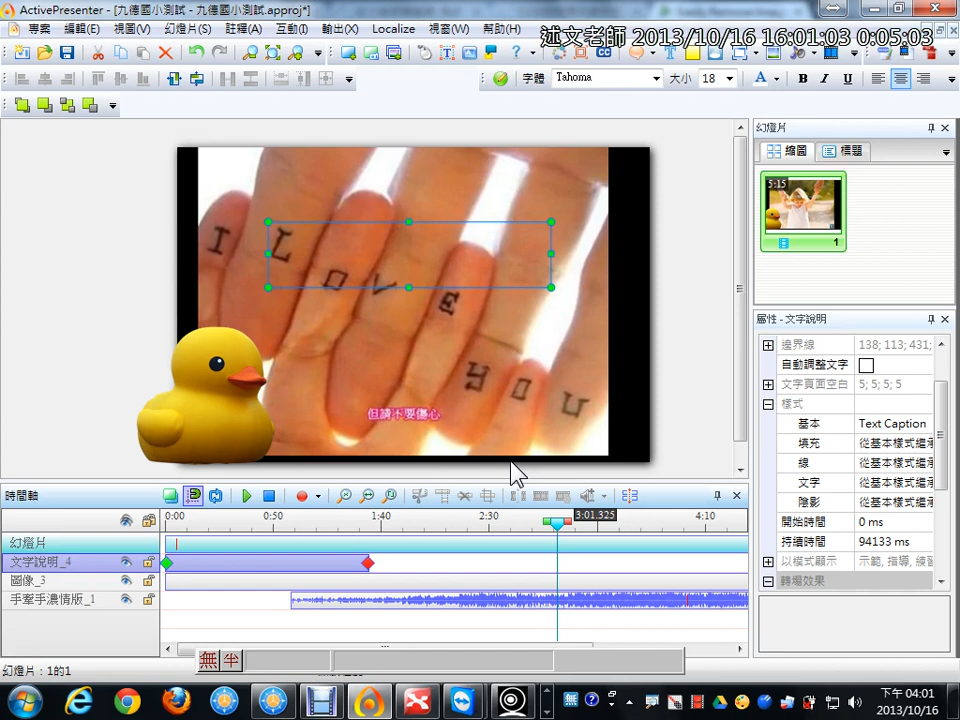 ActivePresenter - [九德國小測試 - 九德國小測試.approj*]
專案 編輯(E) 視圖(V) 幻燈片(S) 註釋(A) 互動(I) 輸出(X) Localize 視窗(W) 幫助(H)
述文老師 2013/10/16 16:01:03 0:05:03
字體 Tahoma 大小 18 A B I U
幻燈片
縮圖 標題
5:15
1
I LOVE YOU
但請不要傷心
屬性 - 文字說明
邊界線 138; 113; 431;
自動調整文字
文字頁面空白 5; 5; 5; 5
樣式
基本 Text Caption
填充 從基本樣式繼
線 從基本樣式繼
文字 從基本樣式繼
陰影 從基本樣式繼
開始時間 0 ms
持續時間 94133 ms
以模式顯示 示範, 指導, 練
轉場效果
時間軸
0:00 0:50 1:40 2:30 3:01.325 4:10
幻燈片
文字說明_4
圖像_3
手牽手濃情版_1
無 半
幻燈片：1的1
無
下午 04:01
2013/10/16